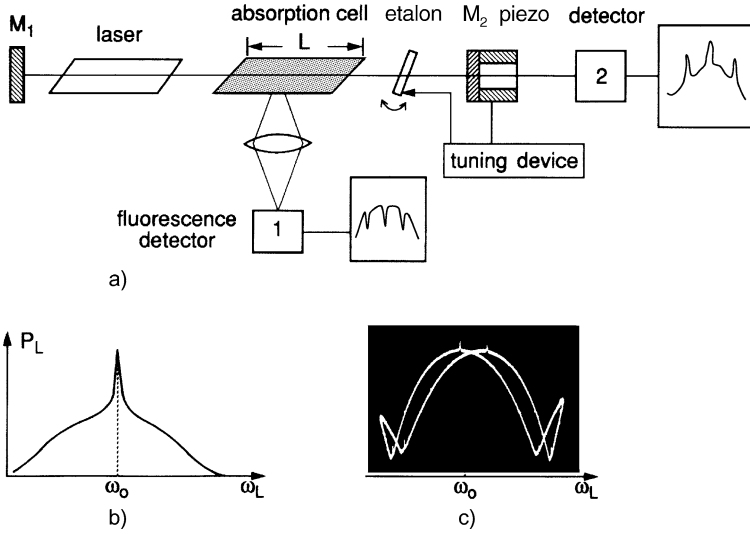 M1
laser
absorption cell
L
etalon
M2 piezo
detector
2
tuning device
fluorescence
detector
1
a)
PL
ωo
ωL
b)
ωo
ωL
c)